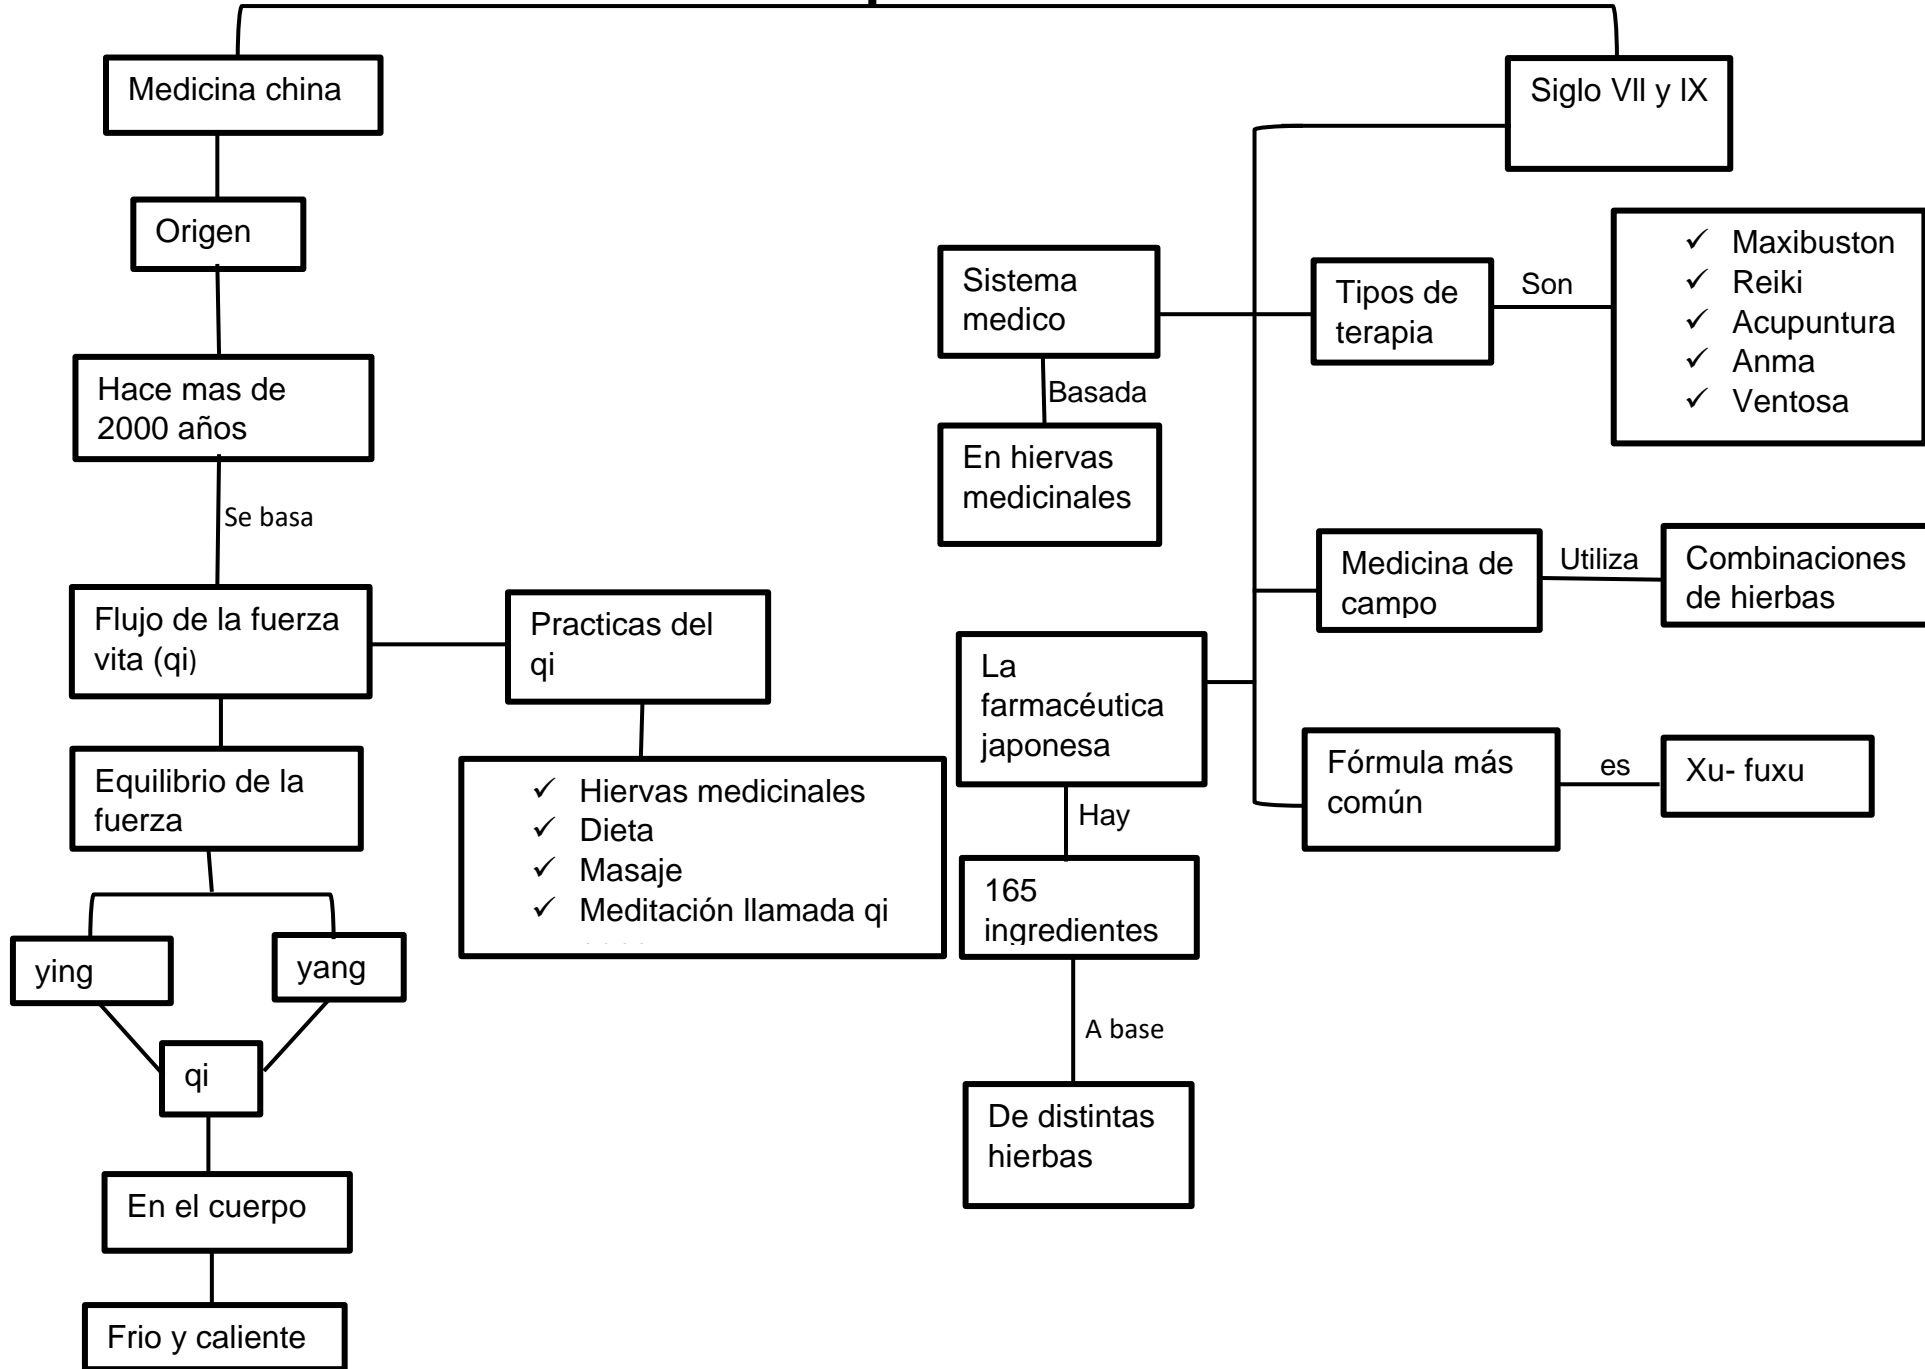 Medicina china
Origen
Hace mas de
2000 años
Se basa
Flujo de la fuerza
vita (qi)
Practicas del
qi
Equilibrio de la
fuerza
✓ Hiervas medicinales
✓ Dieta
✓ Masaje
✓ Meditación llamada qi
ying
yang
qi
En el cuerpo
Frio y caliente
Siglo Vll y IX
Sistema
medico
Basada
En hiervas
medicinales
Tipos de
terapia
Son
✓ Maxibuston
✓ Reiki
✓ Acupuntura
✓ Anma
✓ Ventosa
Medicina de
campo
Utiliza
Combinaciones
de hierbas
La
farmacéutica
japonesa
Hay
165
ingredientes
A base
De distintas
hierbas
Fórmula más
común
es
Xu- fuxu